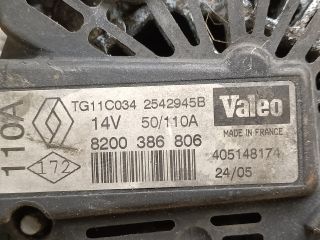 TG11C034 2542945B
14V 50/110A
8200 386 806
110A
172
Valeo
MADE IN FRANCE
405148174
24/05